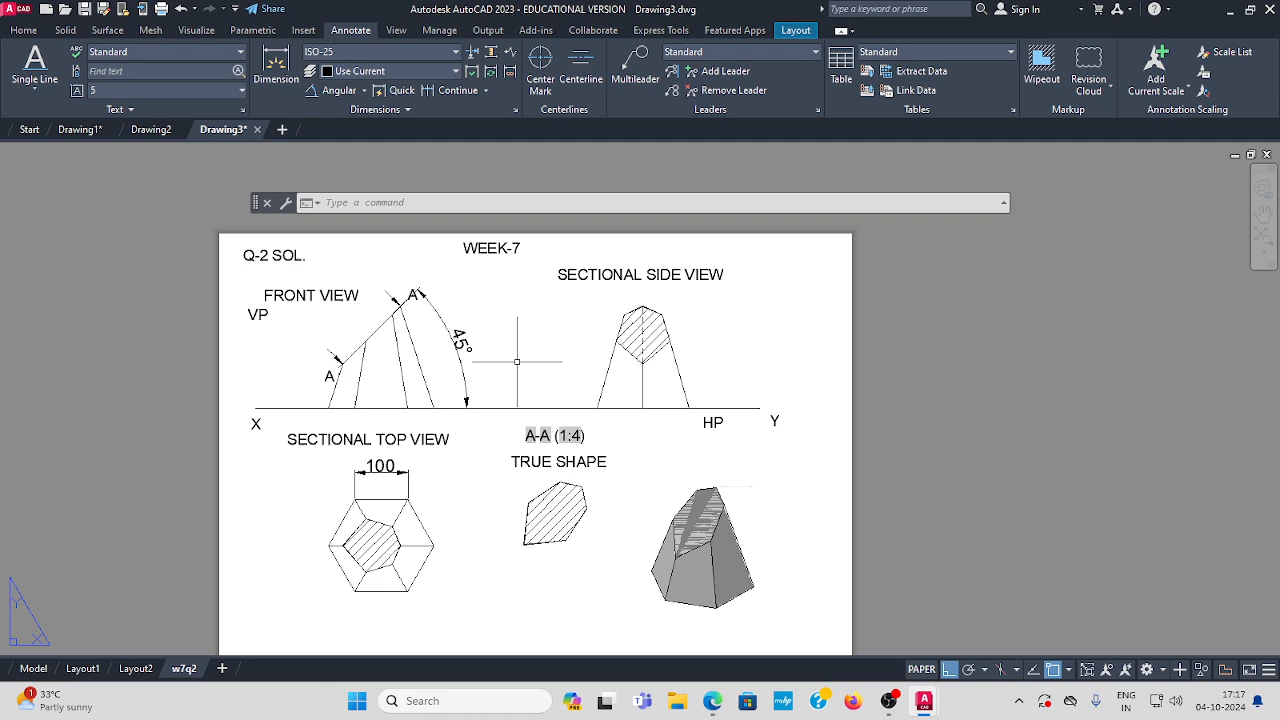 CAD
Share
Autodesk AutoCAD 2023 - EDUCATIONAL VERSION Drawing3.dwg
Type a keyword or phrase
Sign In
Home Insert Solid Surface Mesh Visualize Parametric Insert Annotate View Manage Output Add-ins Collaborate Express Tools Featured Apps Layout
Single Line
Standard
Find text
5
Text
Dimension
ISO-25
Use Current
Angular Quick Continue
Dimensions
Center Mark
Centerline
Centerlines
Multileader
Standard
Add Leader
Remove Leader
Leaders
Table
Standard
Extract Data
Link Data
Tables
Wipeout
Revision Cloud
Markup
Add Current Scale
Scale List
Annotation Scaling
Start Drawing1* Drawing2 Drawing3*
Type a command
Q-2 SOL.
WEEK-7
SECTIONAL SIDE VIEW
FRONT VIEW
VP
A
45°
A
X
HP
Y
SECTIONAL TOP VIEW
A-A (1:4)
TRUE SHAPE
100
Y
X
Model Layout1 Layout2 w7q2
PAPER
1
33°C
Partly sunny
Search
PRE
ENG
IN
17:17
04-10-2024